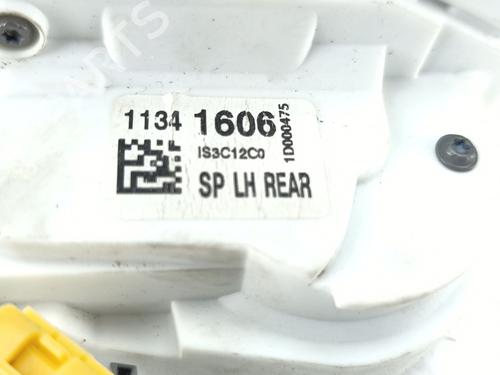 1134 1606
IS3C12C0
1D000475
SP LH REAR